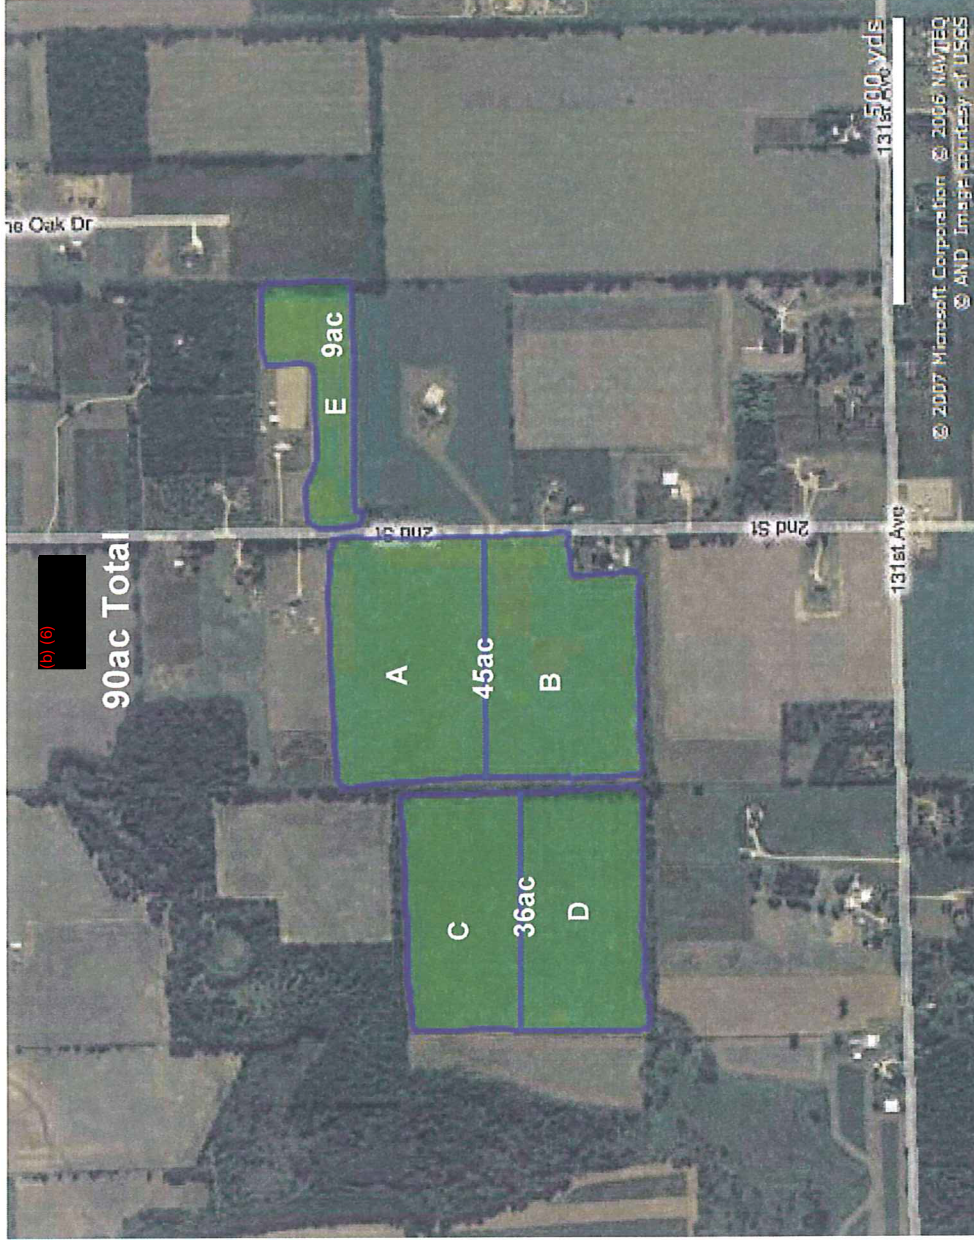 (b) (6)
90ac Total
ne Oak Dr
9ac
E
2nd St
A
45ac
B
C
36ac
D
2nd St
131st Ave
131st Ave
500 yds
© 2007 Microsoft Corporation © 2006 NAVTEQ
© AND Image courtesy of USGS